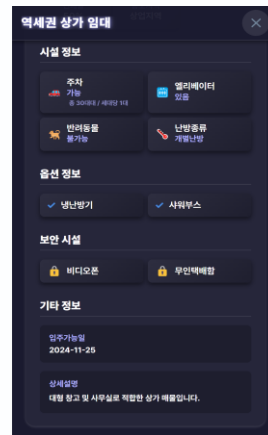 역세권 상가 임대
시설 정보
주차
가능
총 30대대 / 세대당 1대
엘리베이터
있음
반려동물
불가능
난방종류
개별난방
옵션 정보
냉난방기
샤워부스
보안 시설
비디오폰
무인택배함
기타 정보
입주가능일
2024-11-25
상세설명
대형 창고 및 사무실로 적합한 상가 매물입니다.